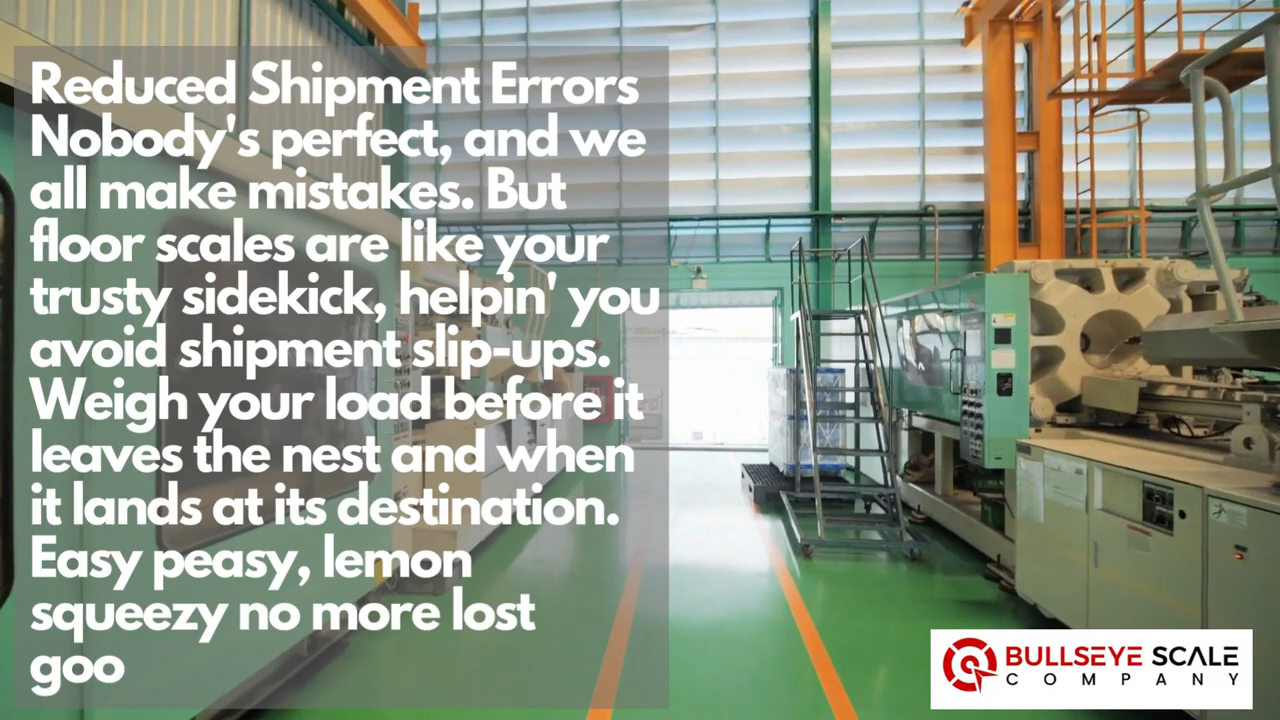 Reduced Shipment Errors
Nobody's perfect, and we
all make mistakes. But
floor scales are like your
trusty sidekick, helpin' you
avoid shipment slip-ups.
Weigh your load before it
leaves the nest and when
it lands at its destination.
Easy peasy, lemon
squeezy no more lost
goo
BULLSEYE SCALE
COMPANY